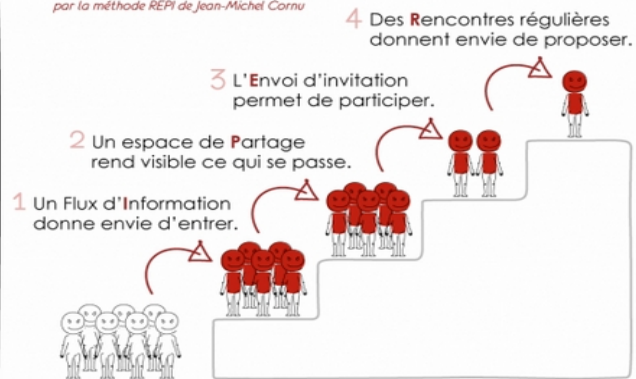 par la méthode REPI de Jean-Michel Cornu
4 Des Rencontres régulières
donnent envie de proposer.
3 L'Envoi d'invitation
permet de participer.
2 Un espace de Partage
rend visible ce qui se passe.
1 Un Flux d'Information
donne envie d'entrer.